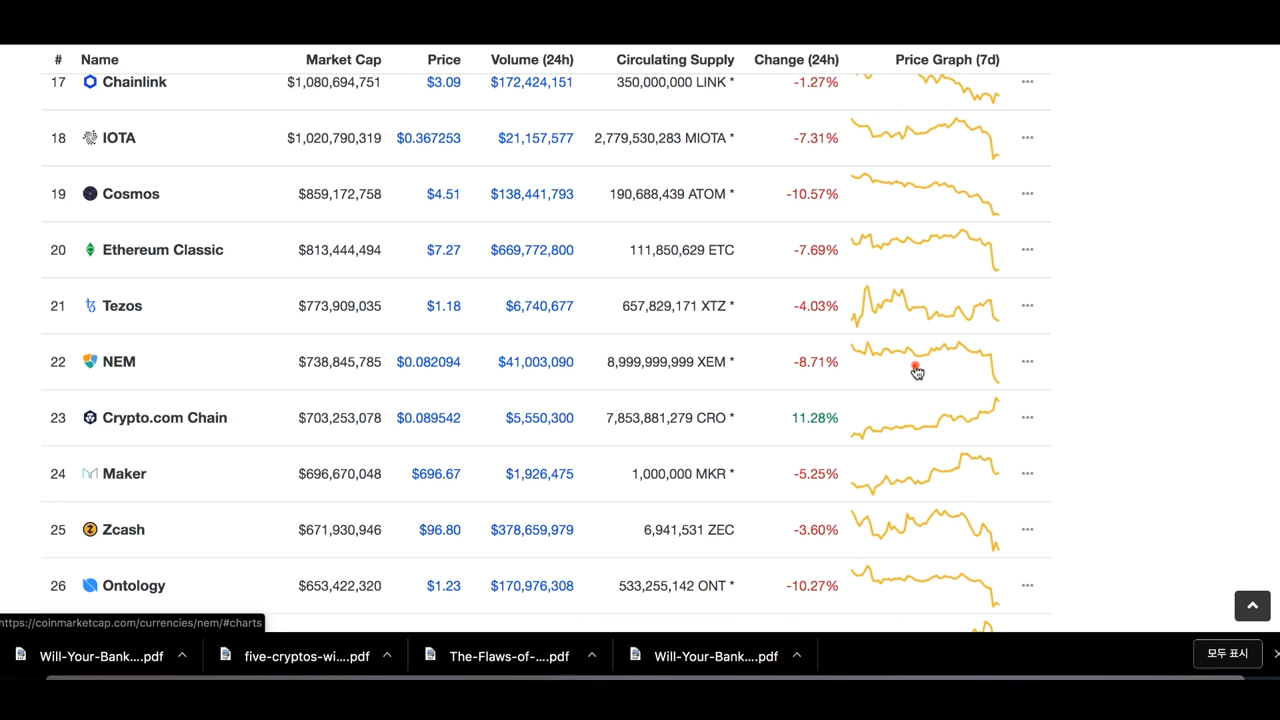 # Name Market Cap Price Volume (24h) Circulating Supply Change (24h) Price Graph (7d)
17 Chainlink $1,080,694,751 $3.09 $172,424,151 350,000,000 LINK * -1.27%
18 IOTA $1,020,790,319 $0.367253 $21,157,577 2,779,530,283 MIOTA * -7.31%
19 Cosmos $859,172,758 $4.51 $138,441,793 190,688,439 ATOM * -10.57%
20 Ethereum Classic $813,444,494 $7.27 $669,772,800 111,850,629 ETC -7.69%
21 Tezos $773,909,035 $1.18 $6,740,677 657,829,171 XTZ * -4.03%
22 NEM $738,845,785 $0.082094 $41,003,090 8,999,999,999 XEM * -8.71%
23 Crypto.com Chain $703,253,078 $0.089542 $5,550,300 7,853,881,279 CRO * 11.28%
24 Maker $696,670,048 $696.67 $1,926,475 1,000,000 MKR * -5.25%
25 Zcash $671,930,946 $96.80 $378,659,979 6,941,531 ZEC -3.60%
26 Ontology $653,422,320 $1.23 $170,976,308 533,255,142 ONT * -10.27%
https://coinmarketcap.com/currencies/nem/#charts
Will-Your-Bank....pdf five-cryptos-wi....pdf The-Flaws-of-....pdf Will-Your-Bank....pdf 모두 표시